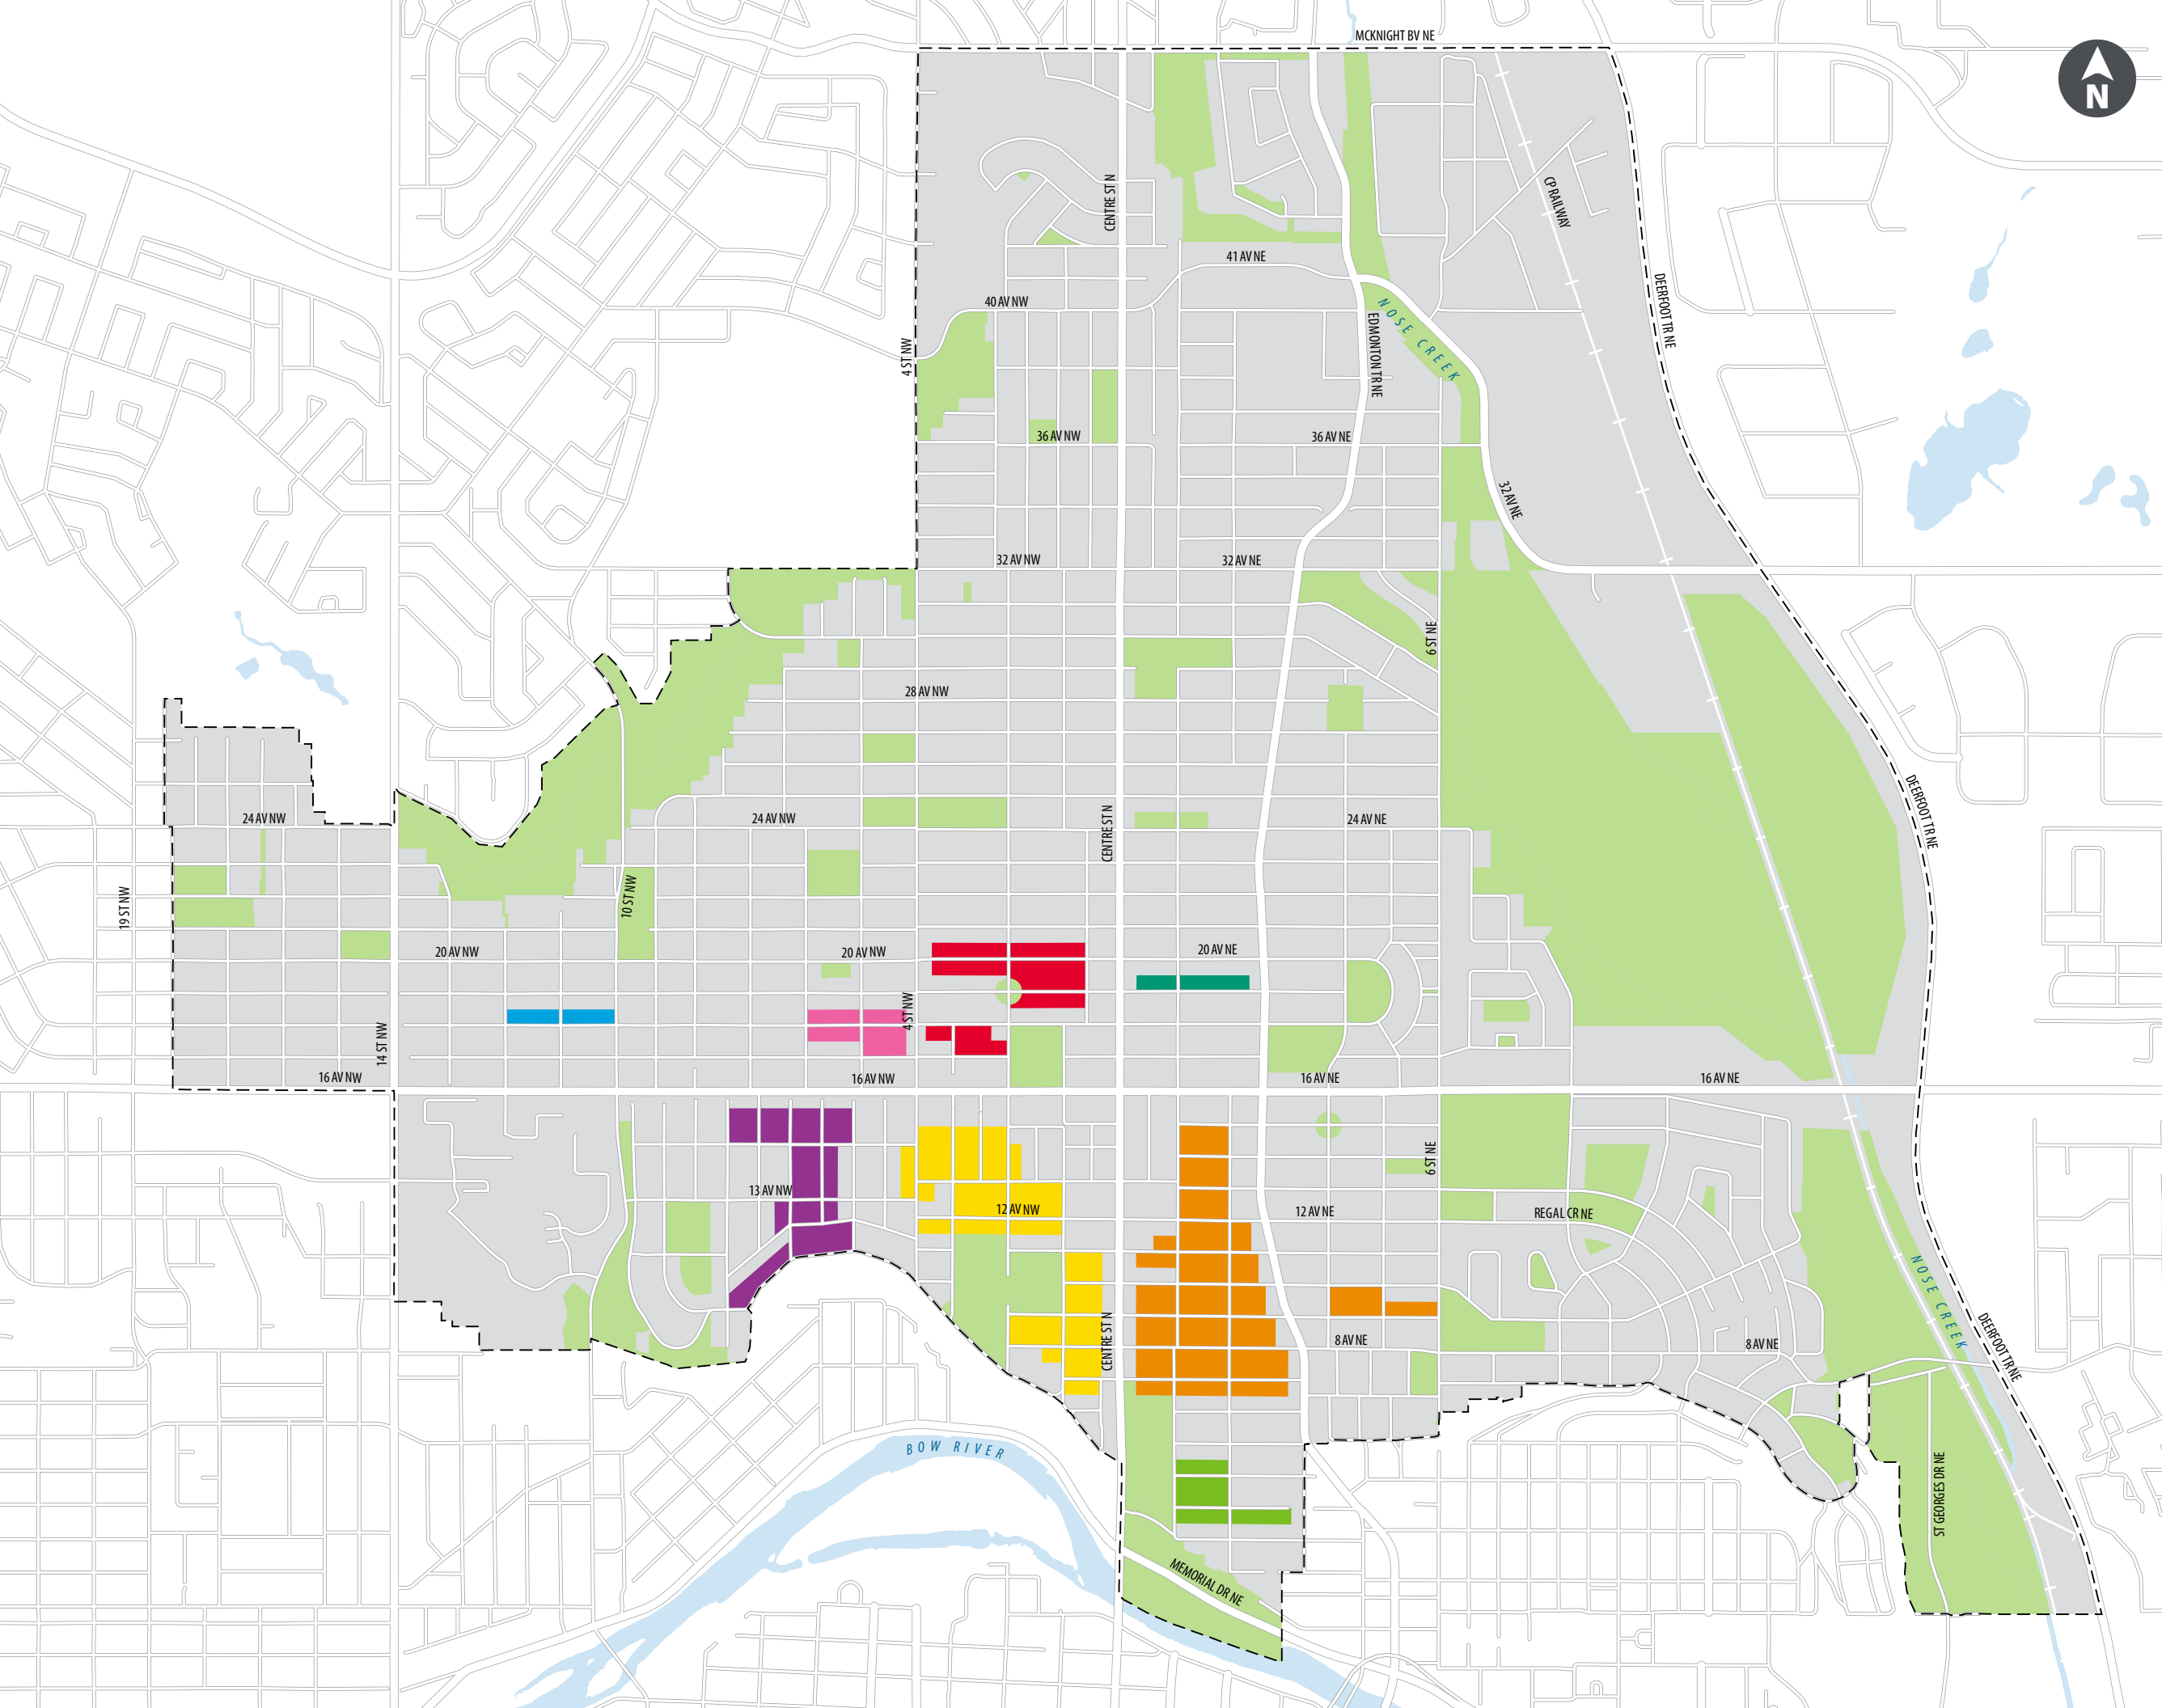 MCKNIGHT BV NE
N
CENTRE ST N
CP RAILWAY
41 AV NE
DEERFOOT TR NE
40 AV NW
NOSE CREEK
EDMONTON TR NE
4 ST NW
36 AV NW
36 AV NE
32 AV NE
32 AV NW
32 AV NE
6 ST NE
28 AV NW
DEERFOOT TR NE
24 AV NW
24 AV NW
CENTRE ST N
24 AV NE
19 ST NW
10 ST NW
20 AV NW
20 AV NW
20 AV NE
4 ST NW
14 ST NW
16 AV NW
16 AV NW
16 AV NE
16 AV NE
6 ST NE
13 AV NW
12 AV NW
12 AV NE
REGAL CR NE
NOSE CREEK
CENTRE ST N
8 AV NE
8 AV NE
DEERFOOT TR NE
BOW RIVER
ST GEORGES DR NE
MEMORIAL DR NE